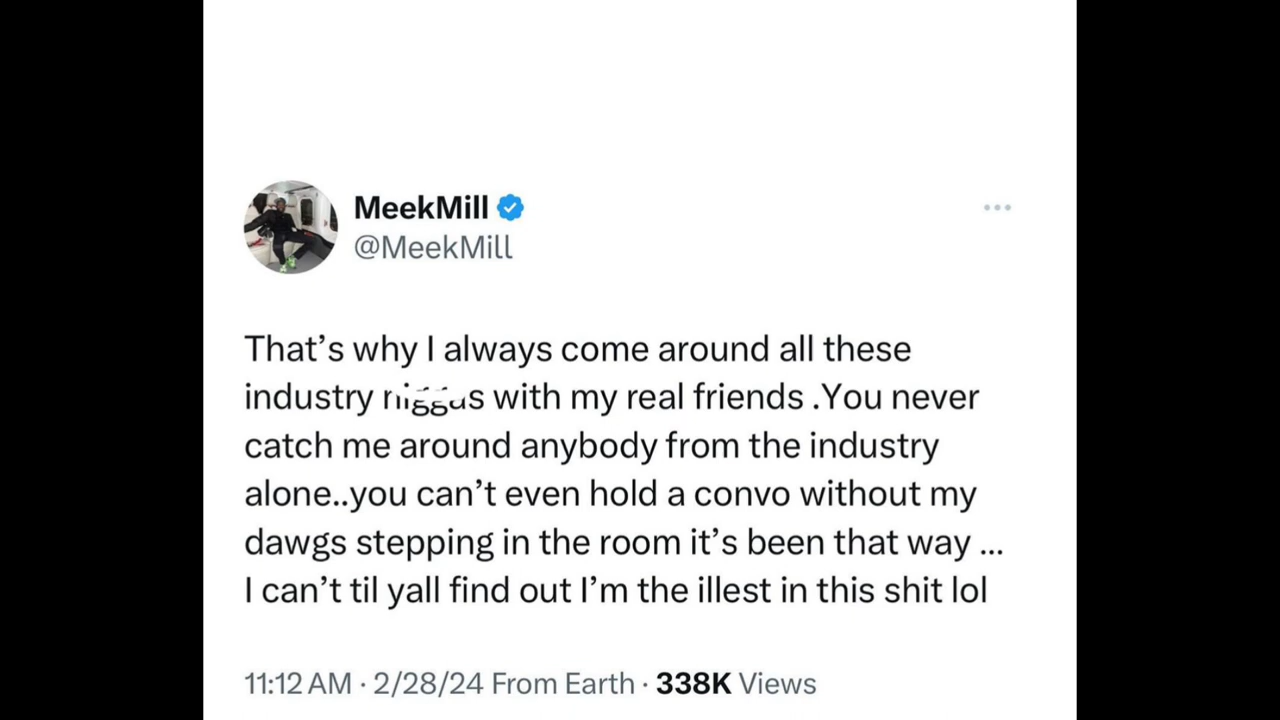 MeekMill
@MeekMill
That’s why I always come around all these
industry niggas with my real friends .You never
catch me around anybody from the industry
alone..you can’t even hold a convo without my
dawgs stepping in the room it’s been that way ...
I can’t til yall find out I’m the illest in this shit lol
11:12 AM · 2/28/24 From Earth · 338K Views